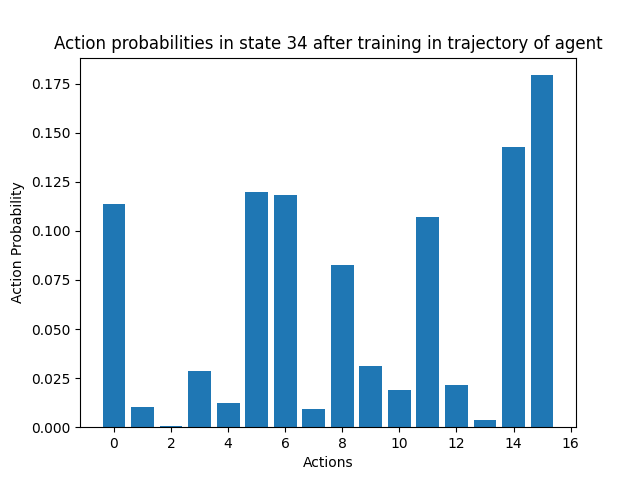 Action probabilities in state 34 after training in trajectory of agent
0.175
0.150
0.125
0.100
0.075
0.050
0.025
0.000
Action Probability
0 2 4 6 8 10 12 14 16
Actions